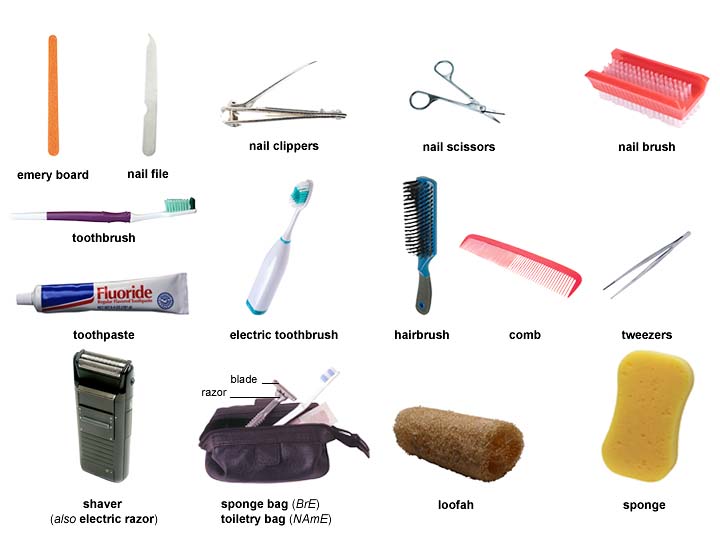 emery board
nail file
nail clippers
nail scissors
nail brush
toothbrush
Fluoride
Regular Flavored Toothpaste
toothpaste
electric toothbrush
hairbrush
comb
tweezers
blade
razor
shaver
(also electric razor)
sponge bag (BrE)
toiletry bag (NAmE)
loofah
sponge